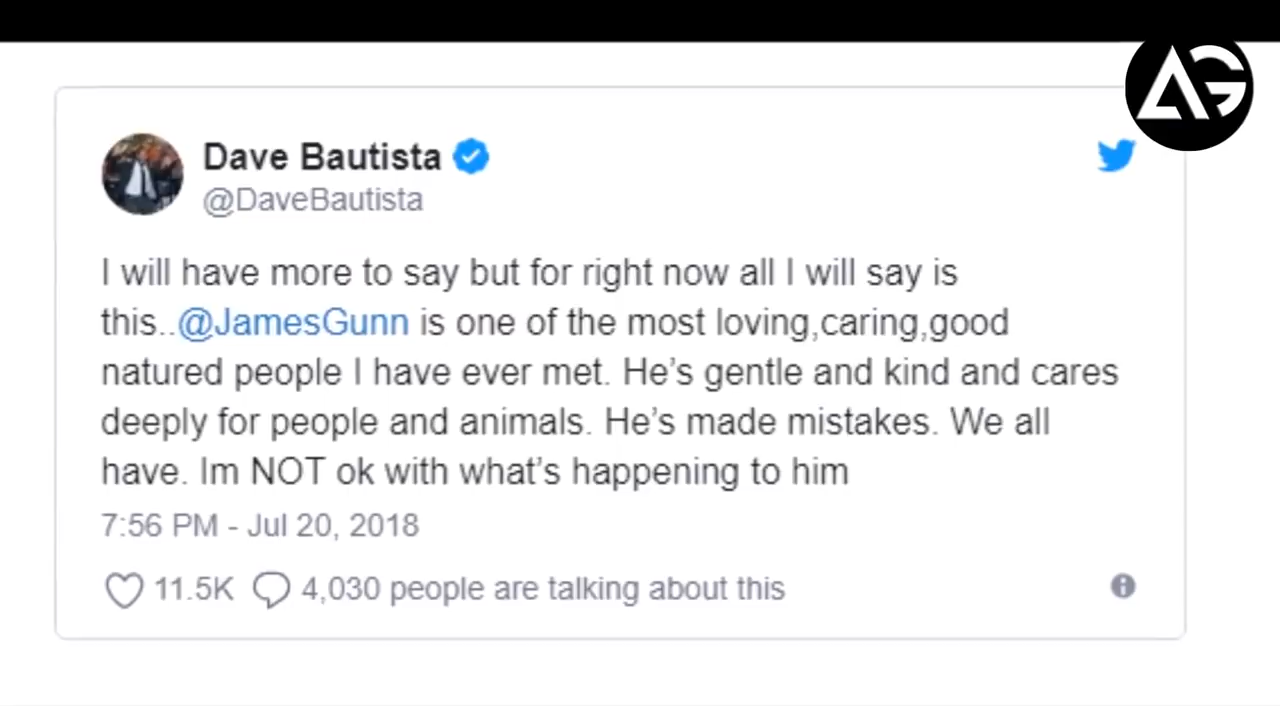 AG
Dave Bautista
@DaveBautista
I will have more to say but for right now all I will say is
this..@JamesGunn is one of the most loving,caring,good
natured people I have ever met. He’s gentle and kind and cares
deeply for people and animals. He’s made mistakes. We all
have. Im NOT ok with what’s happening to him
7:56 PM - Jul 20, 2018
11.5K 4,030 people are talking about this